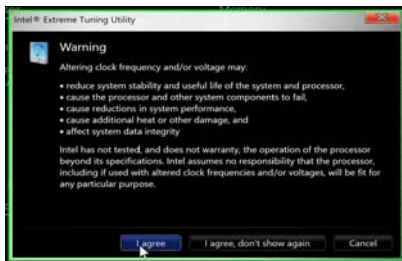 Intel® Extreme Tuning Utility
Warning
Altering clock frequency and/or voltage may:
• reduce system stability and useful life of the system and processor,
• cause the processor and other system components to fail,
• cause reductions in system performance,
• cause additional heat or other damage, and
• affect system data integrity
Intel has not tested, and does not warranty, the operation of the processor
beyond its specifications. Intel assumes no responsibility that the processor,
including if used with altered clock frequencies and/or voltages, will be fit for
any particular purpose.
I agree
I agree, don't show again
Cancel